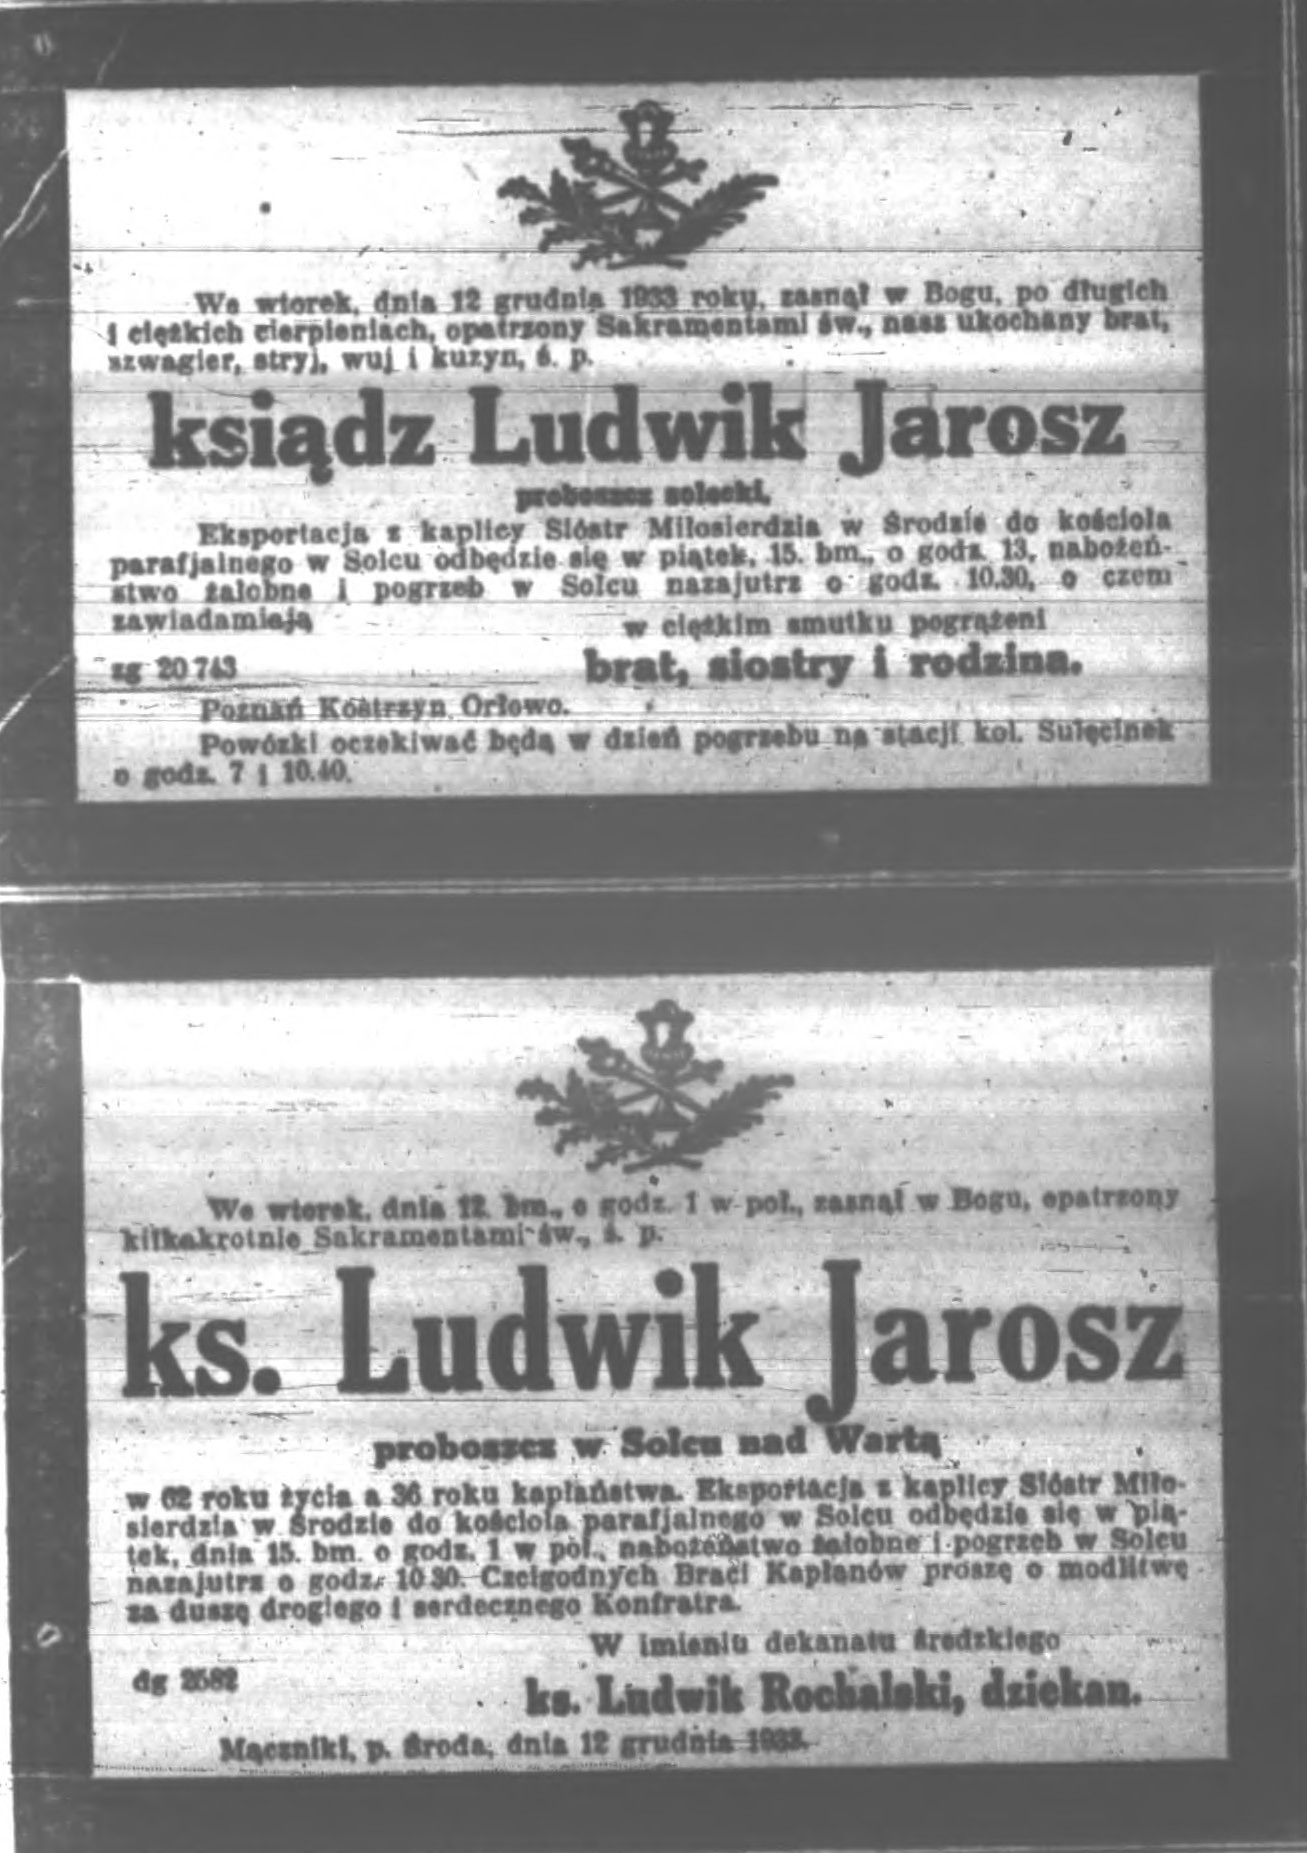 We wtorek, dnia 12 grudnia 1933 roku, zasnął w Bogu, po długich
i ciężkich cierpieniach, opatrzony Sakramentami św., nasz ukochany brat,
szwagier, stryj, wuj i kuzyn, ś. p.
ksiądz Ludwik Jarosz
proboszcz solecki.
Eksportacja z kaplicy Sióstr Miłosierdzia w Środzie do kościoła
parafjalnego w Solcu odbędzie się w piątek, 15. bm., o godz. 13, nabożeń-
stwo żałobne i pogrzeb w Solcu nazajutrz o godz. 10.30, o czem
zawiadamiają
w ciężkim smutku pogrążeni
zg 20 743
brat, siostry i rodzina.
Poznań Kostrzyn, Orłowo.
Powózki oczekiwać będą w dzień pogrzebu na stacji kol. Sulęcinek
o godz. 7 i 10.40.
We wtorek, dnia 12. bm., o godz. 1 w poł., zasnął w Bogu, opatrzony
kilkakrotnie Sakramentami św., ś. p.
ks. Ludwik Jarosz
proboszcz w Solcu nad Wartą
w 62 roku życia a 36 roku kapłaństwa. Eksportacja z kaplicy Sióstr Miło-
sierdzia w Środzie do kościoła parafjalnego w Solcu odbędzie się w pią-
tek, dnia 15. bm. o godz. 1 w poł., nabożeństwo żałobne i pogrzeb w Solcu
nazajutrz o godz. 10 30. Czcigodnych Braci Kapłanów proszę o modlitwę
za duszę drogiego i serdecznego Konfratra.
W imieniu dekanatu średzkiego
dg 2582
ks. Ludwik Rochalski, dziekan.
Mączniki, p. Środa, dnia 12 grudnia 1933.